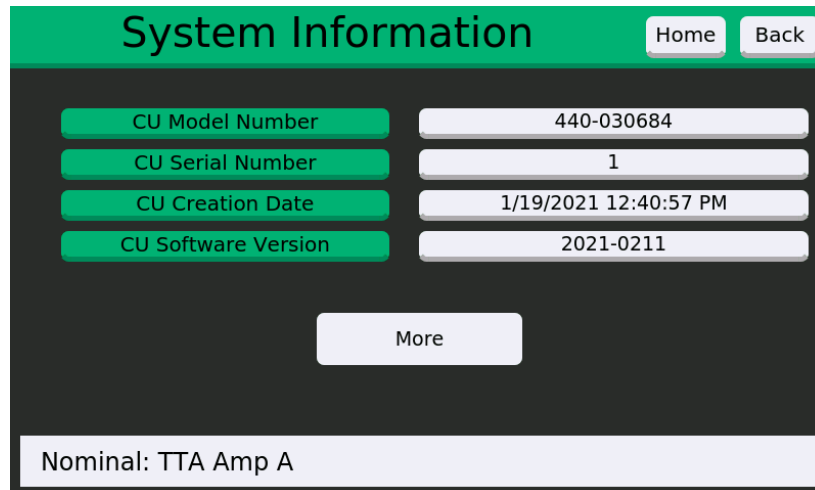 System Information
Home
Back
CU Model Number 440-030684
CU Serial Number 1
CU Creation Date 1/19/2021 12:40:57 PM
CU Software Version 2021-0211
More
Nominal: TTA Amp A